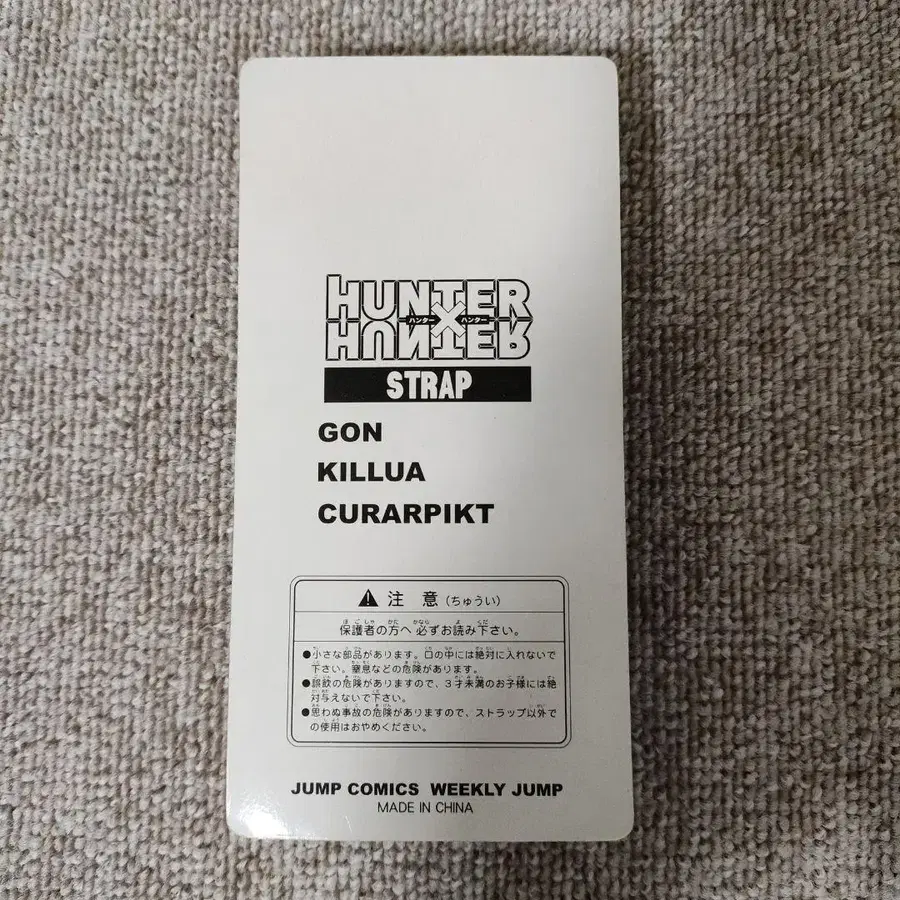 HUNTER
ハンター × ハンター
HUNTER
STRAP
GON
KILLUA
CURARPIKT
⚠ 注 意 (ちゅうい)
保護者の方へ 必ずお読み下さい。
●小さな部品があります。口の中には絶対に入れないで
下さい。窒息などの危険があります。
●誤飲の危険がありますので、3才未満のお子様には絶
対与えないで下さい。
●思わぬ事故の危険がありますので、ストラップ以外で
の使用はおやめください。
JUMP COMICS WEEKLY JUMP
MADE IN CHINA